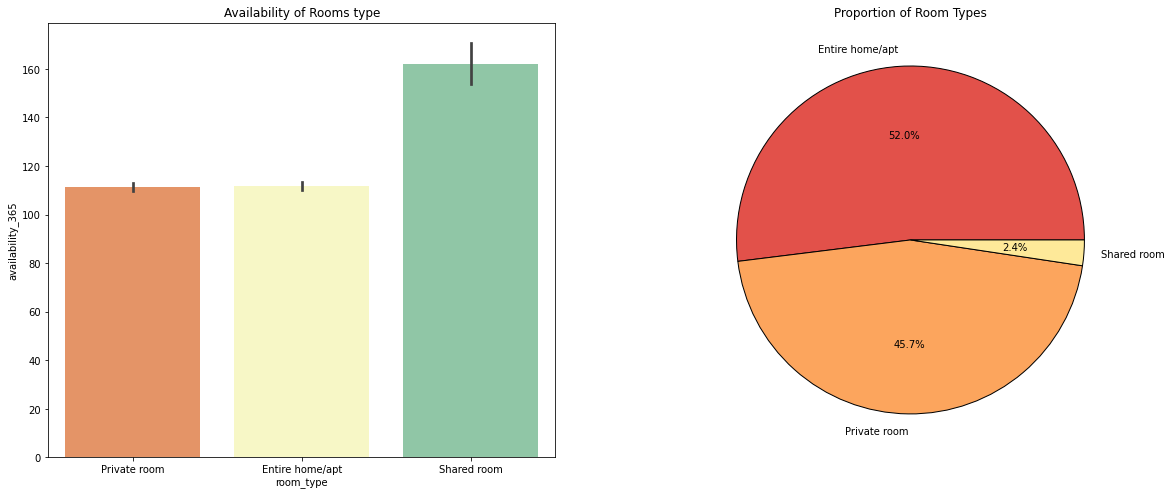 Availability of Rooms type
availability_365
160
140
120
100
80
60
40
20
0
Private room
Entire home/apt
Shared room
room_type
Proportion of Room Types
Entire home/apt
52.0%
2.4%
Shared room
45.7%
Private room